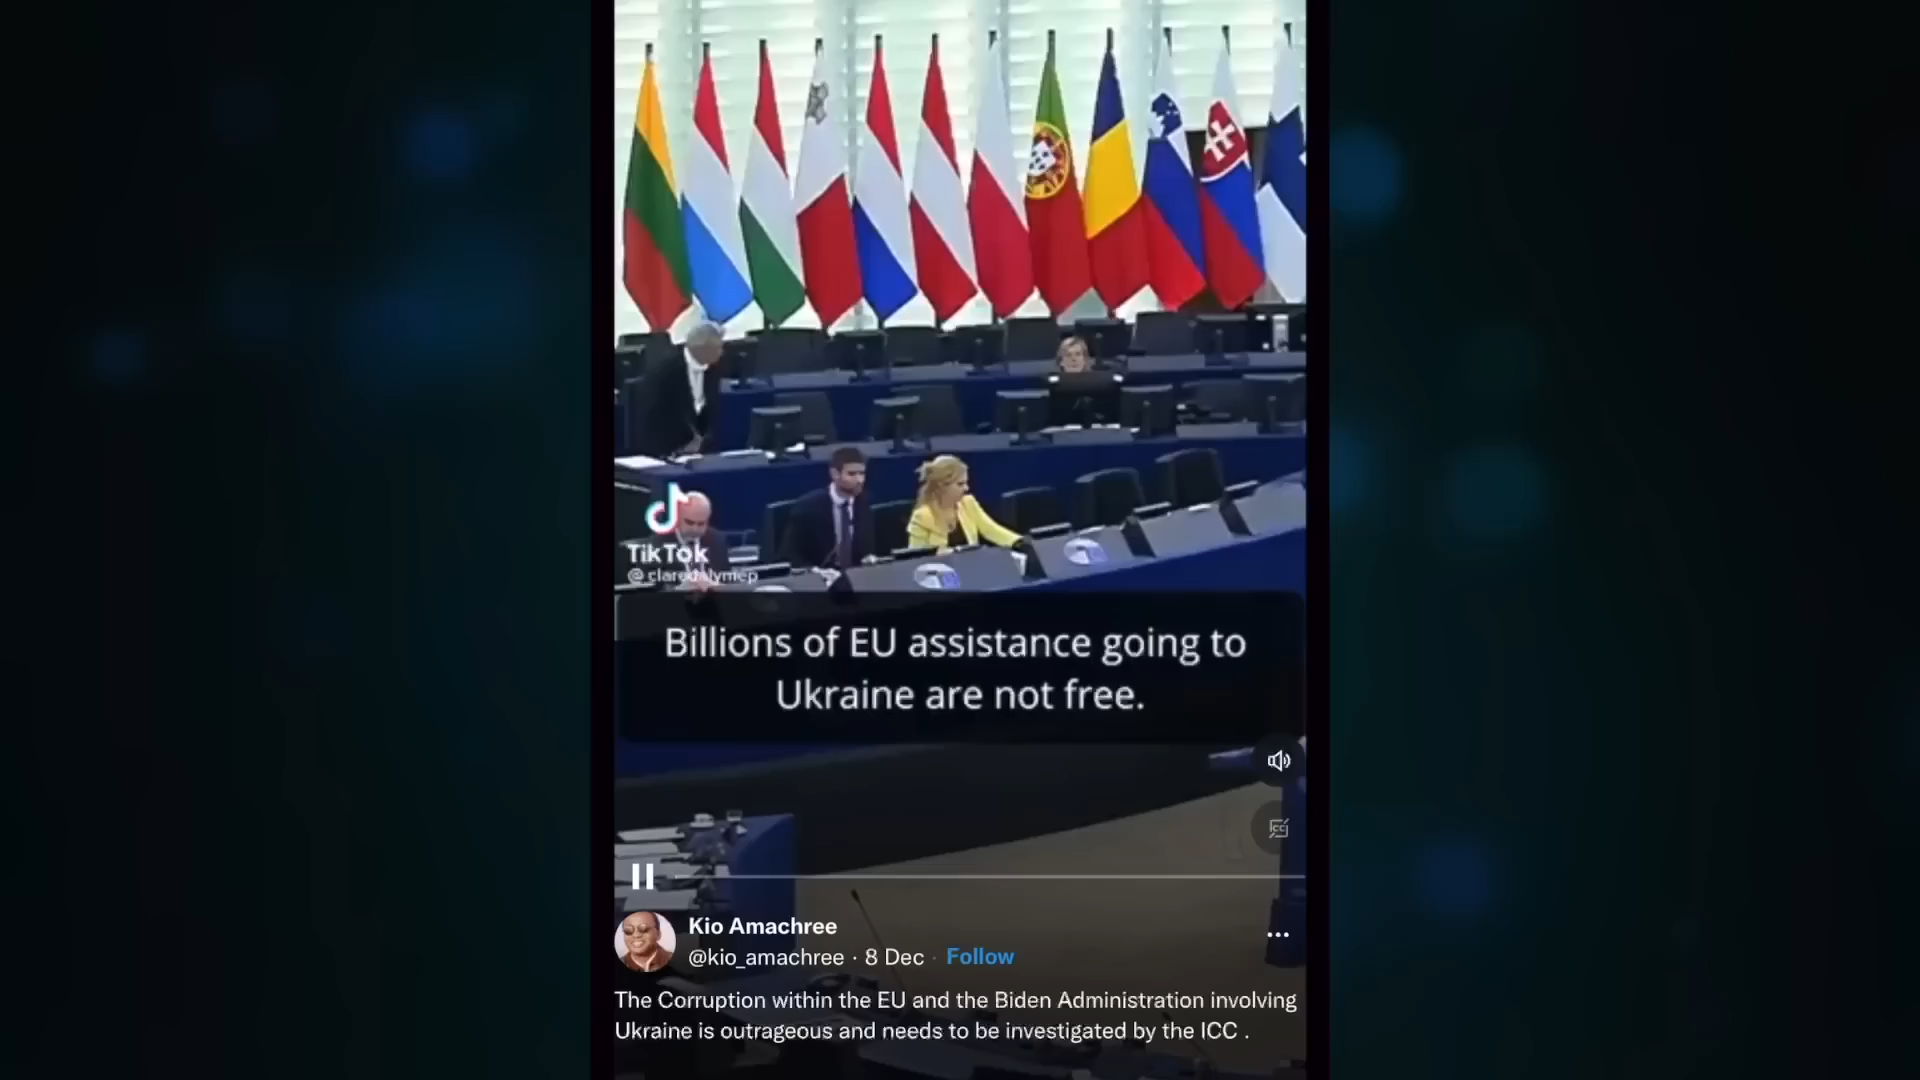 TikTok
@claredalymep
Billions of EU assistance going to
Ukraine are not free.
Kio Amachree
@kio_amachree · 8 Dec · Follow
The Corruption within the EU and the Biden Administration involving
Ukraine is outrageous and needs to be investigated by the ICC .